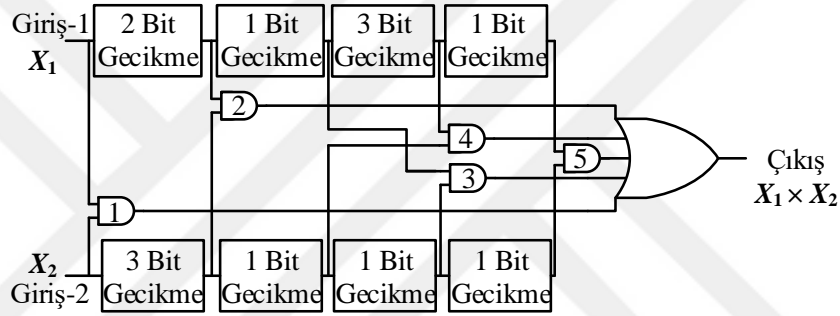 Giriş-1
X1
2 Bit
Gecikme
1 Bit
Gecikme
3 Bit
Gecikme
1 Bit
Gecikme
2
4
5
3
1
Çıkış
X1 × X2
X2
Giriş-2
3 Bit
Gecikme
1 Bit
Gecikme
1 Bit
Gecikme
1 Bit
Gecikme